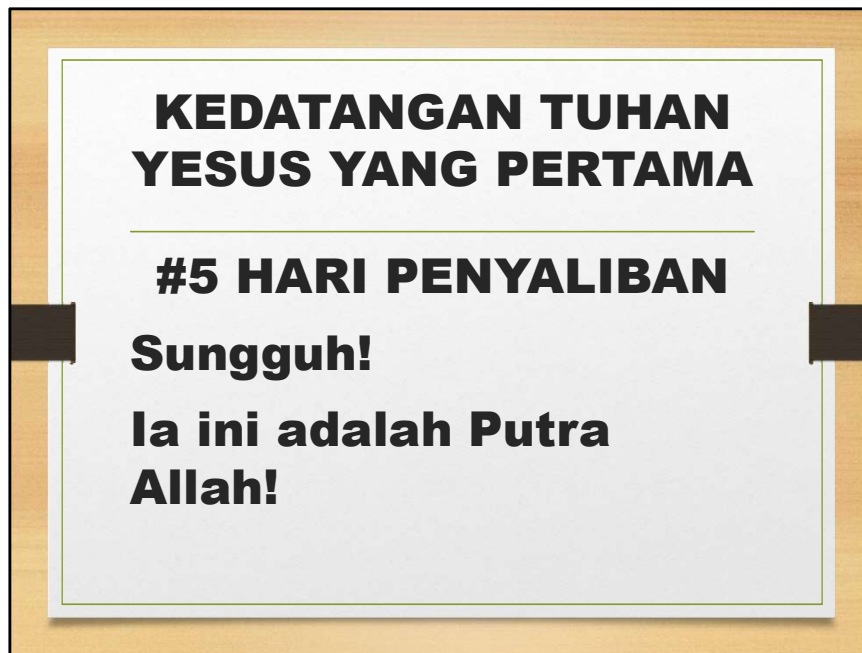 KEDATANGAN TUHAN
YESUS YANG PERTAMA
#5 HARI PENYALIBAN
Sungguh!
Ia ini adalah Putra
Allah!